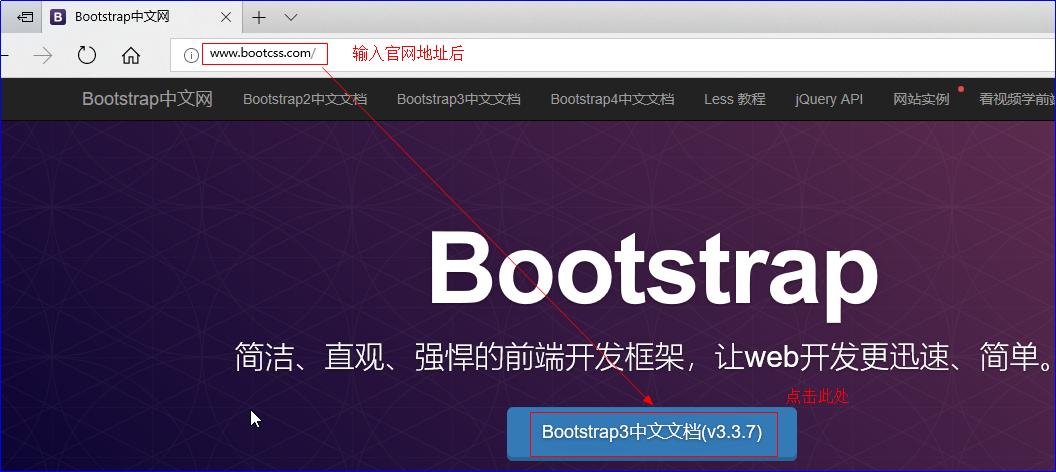 Bootstrap中文网
www.bootcss.com/
输入官网地址后
Bootstrap中文网 Bootstrap2中文文档 Bootstrap3中文文档 Bootstrap4中文文档 Less 教程 jQuery API 网站实例 看视频学前端
Bootstrap
简洁、直观、强悍的前端开发框架，让web开发更迅速、简单。
点击此处
Bootstrap3中文文档(v3.3.7)